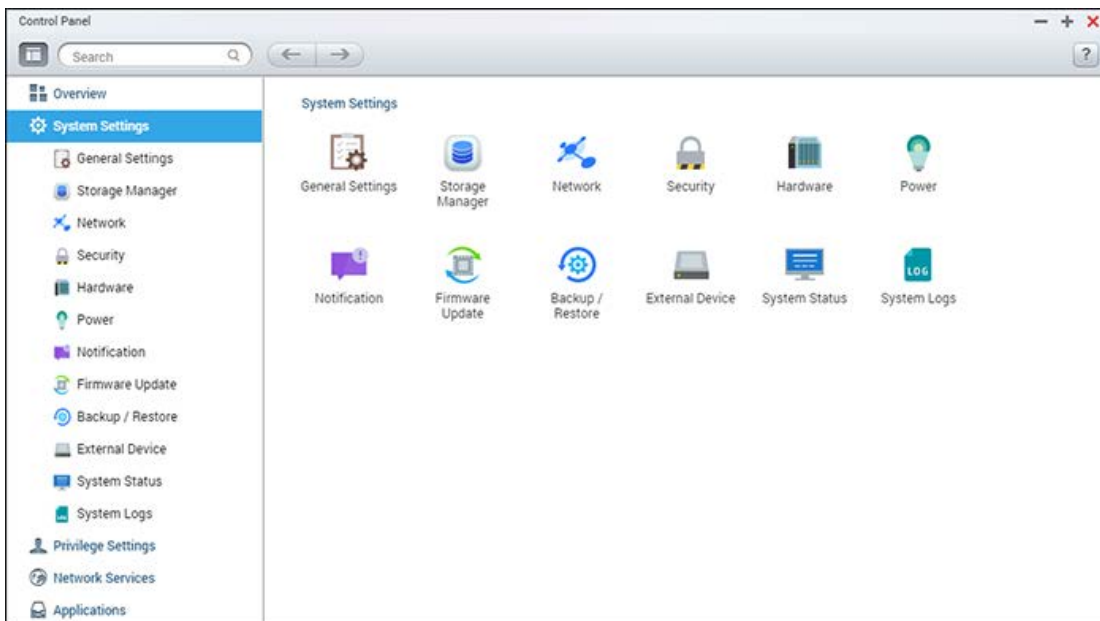 Control Panel
Search
?
Overview
System Settings
General Settings
Storage Manager
Network
Security
Hardware
Power
Notification
Firmware Update
Backup / Restore
External Device
System Status
System Logs
Privilege Settings
Network Services
Applications
System Settings
General Settings
Storage
Manager
Network
Security
Hardware
Power
Notification
Firmware
Update
Backup /
Restore
External Device
System Status
LOG
System Logs